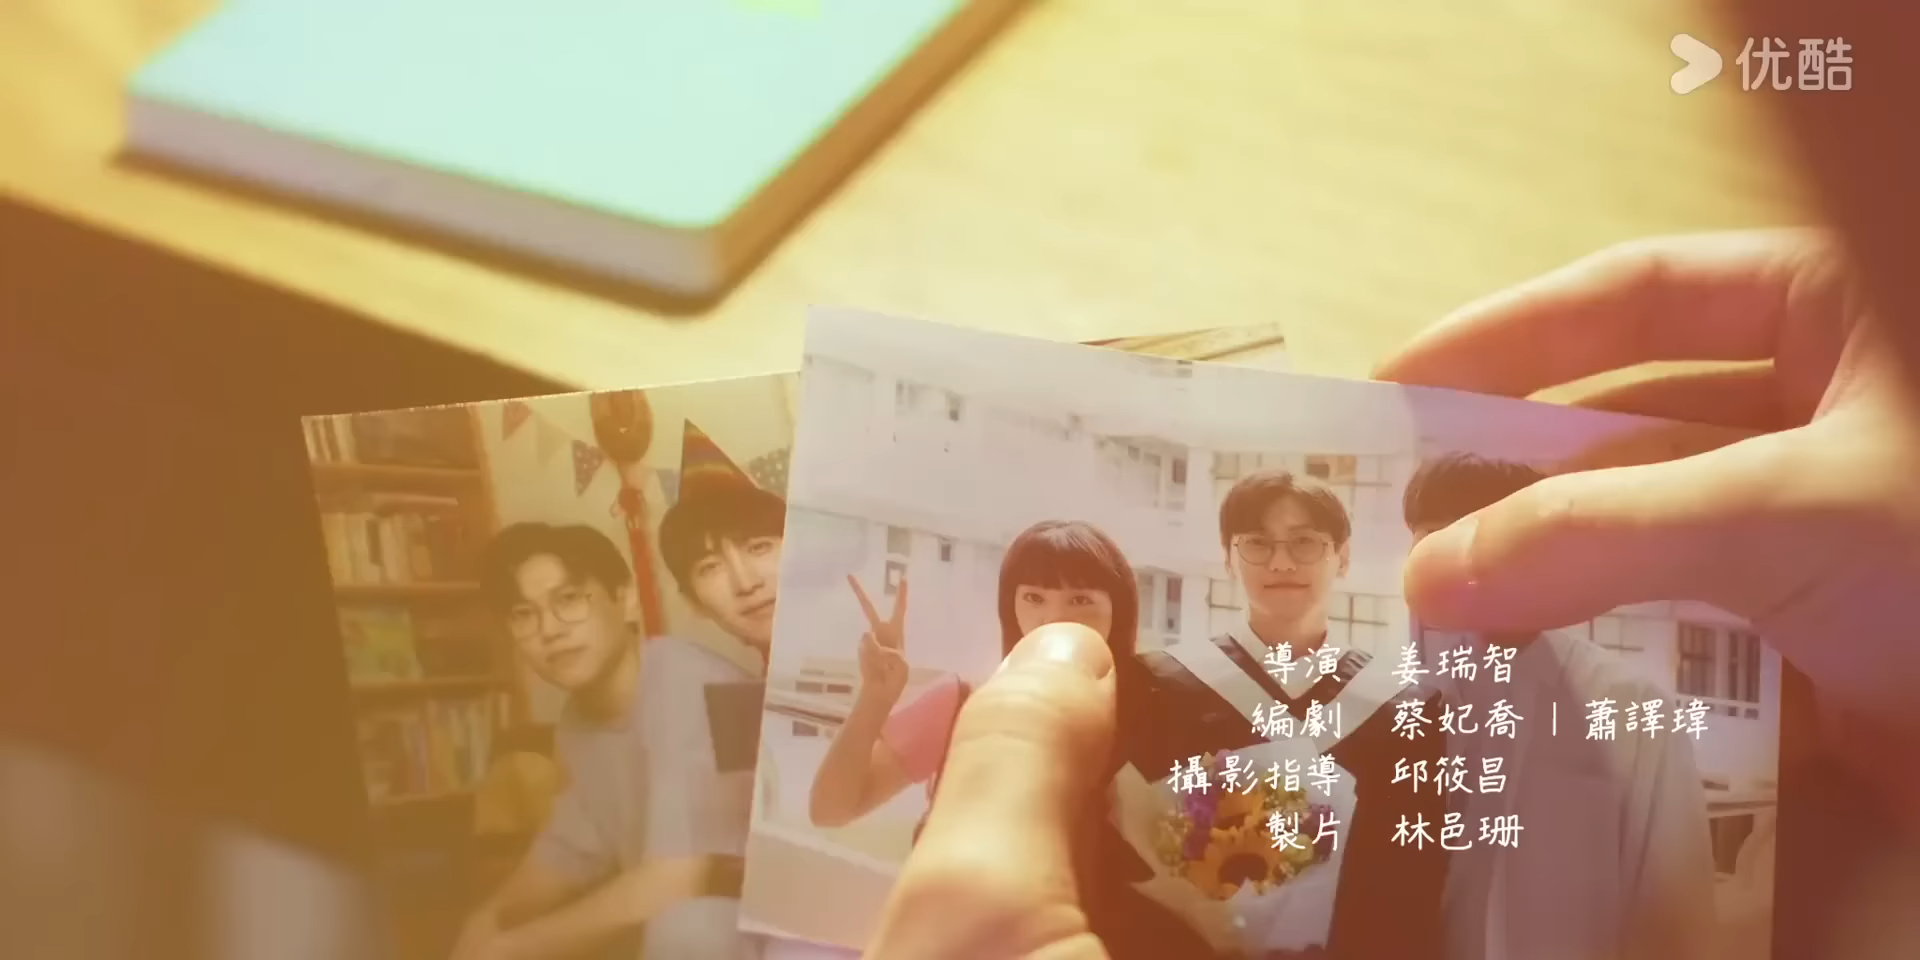 优酷
導演 姜瑞智
編劇 蔡妃喬 | 蕭譯瑋
攝影指導 邱筱昌
製片 林邑珊